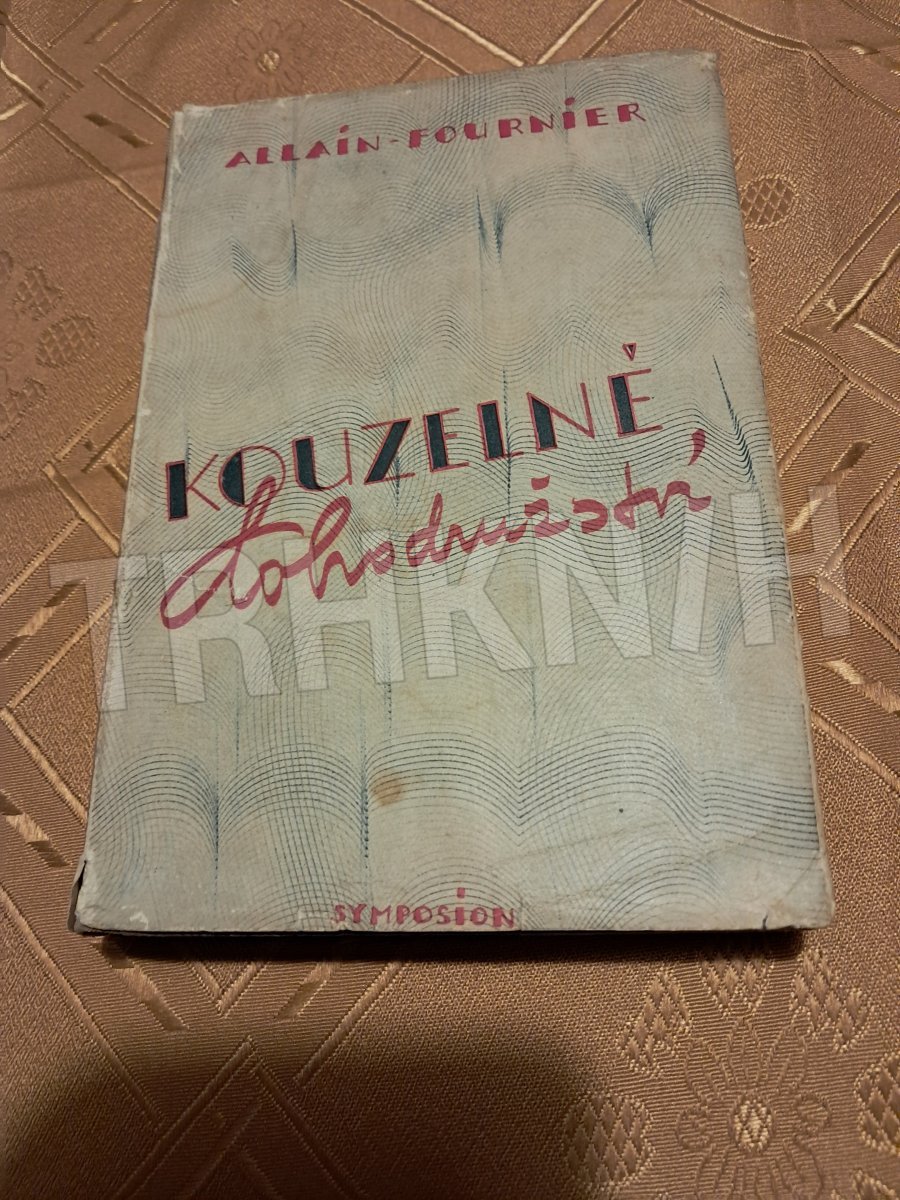 ALLAIN-FOURNIER
KOUZELNÉ
dobrodružství
TRHKNIH
SYMPOSION